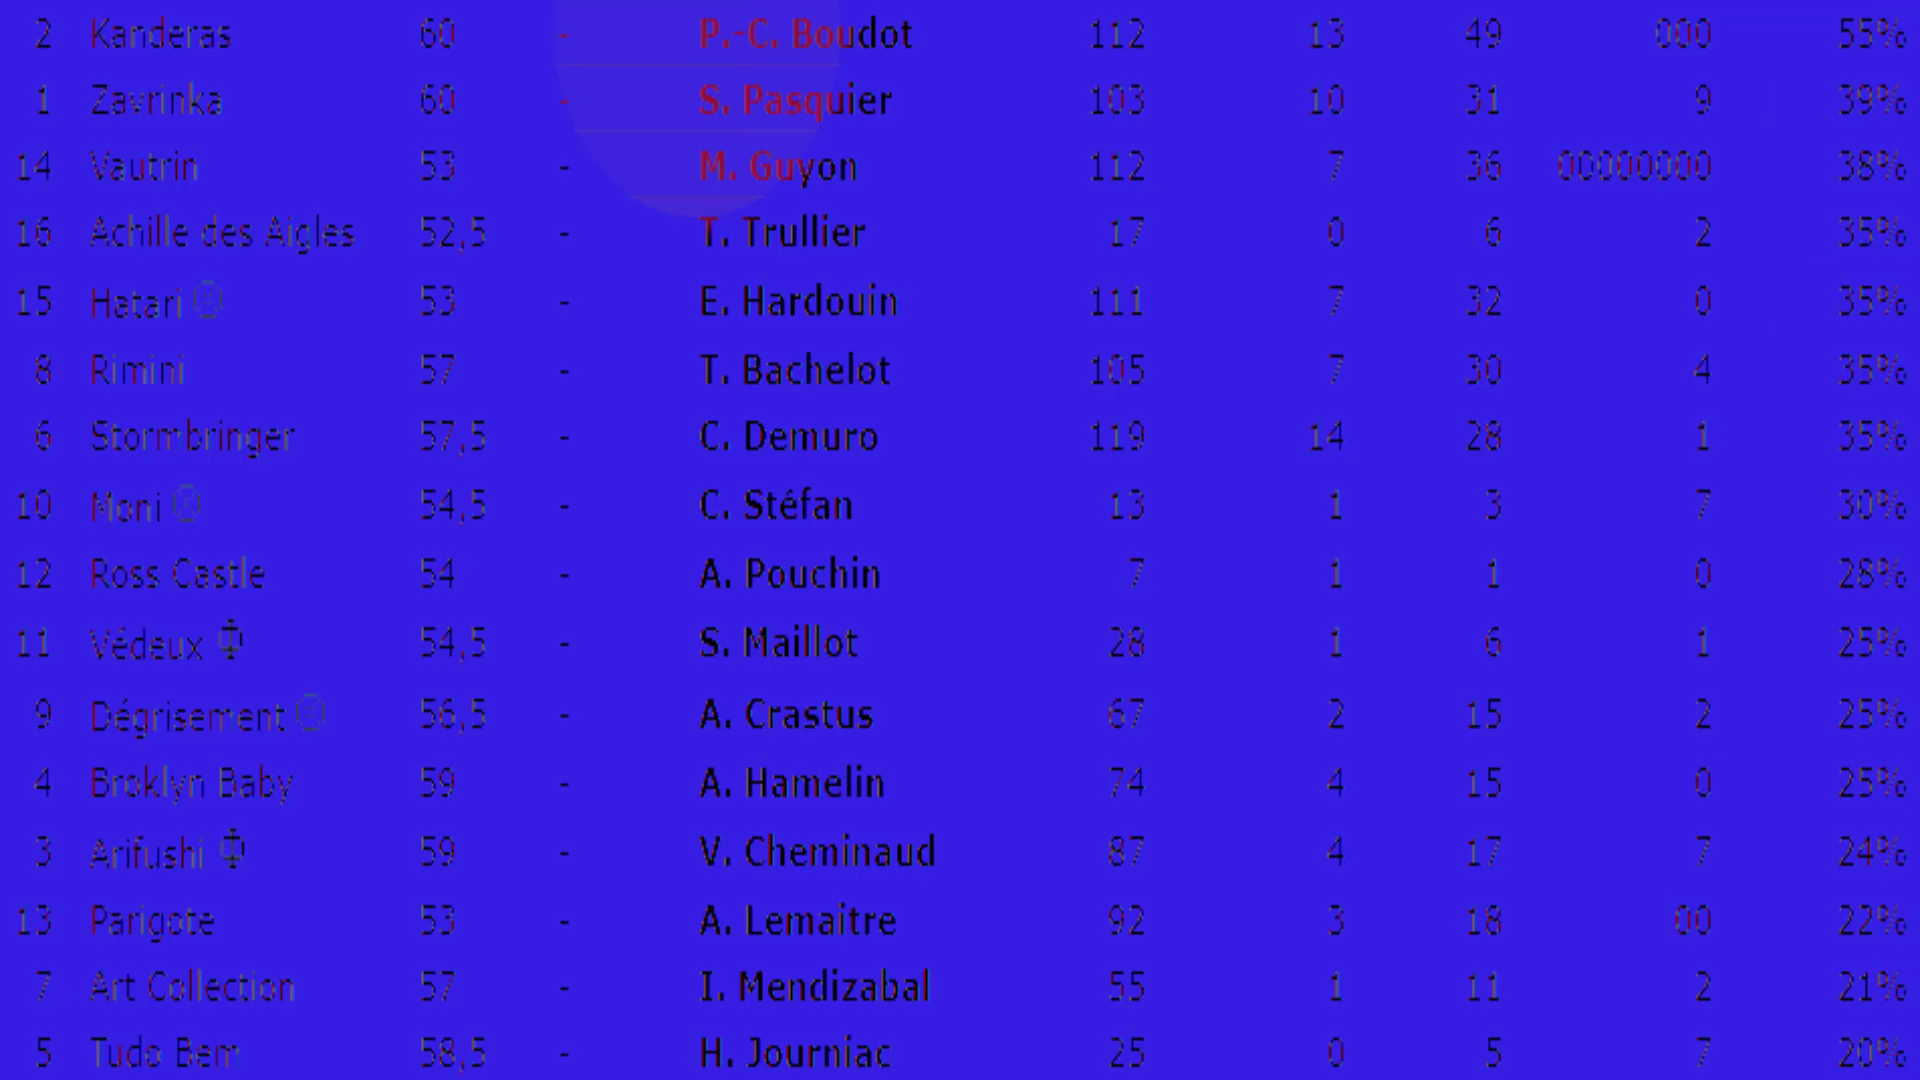 2 Kanderas 60 - P.-C. Boudot 112 13 49 000 55%
1 Zavrinka 60 - S. Pasquier 103 10 31 9 39%
14 Vautrin 53 - M. Guyon 112 7 36 00000000 38%
16 Achille des Aigles 52,5 - T. Trullier 17 0 6 2 35%
15 Hatari 53 - E. Hardouin 111 7 32 0 35%
8 Rimini 57 - T. Bachelot 105 7 30 4 35%
6 Stormbringer 57,5 - C. Demuro 119 14 28 1 35%
10 Moni 54,5 - C. Stéfan 13 1 3 7 30%
12 Ross Castle 54 - A. Pouchin 7 1 1 0 28%
11 Védeux 54,5 - S. Maillot 28 1 6 1 25%
9 Dégrisement 56,5 - A. Crastus 67 2 15 2 25%
4 Broklyn Baby 59 - A. Hamelin 74 4 15 0 25%
3 Arifushi 59 - V. Cheminaud 87 4 17 7 24%
13 Parigote 53 - A. Lemaitre 92 3 18 00 22%
7 Art Collection 57 - I. Mendizabal 55 1 11 2 21%
5 Tudo Bem 58,5 - H. Journiac 25 0 5 7 20%